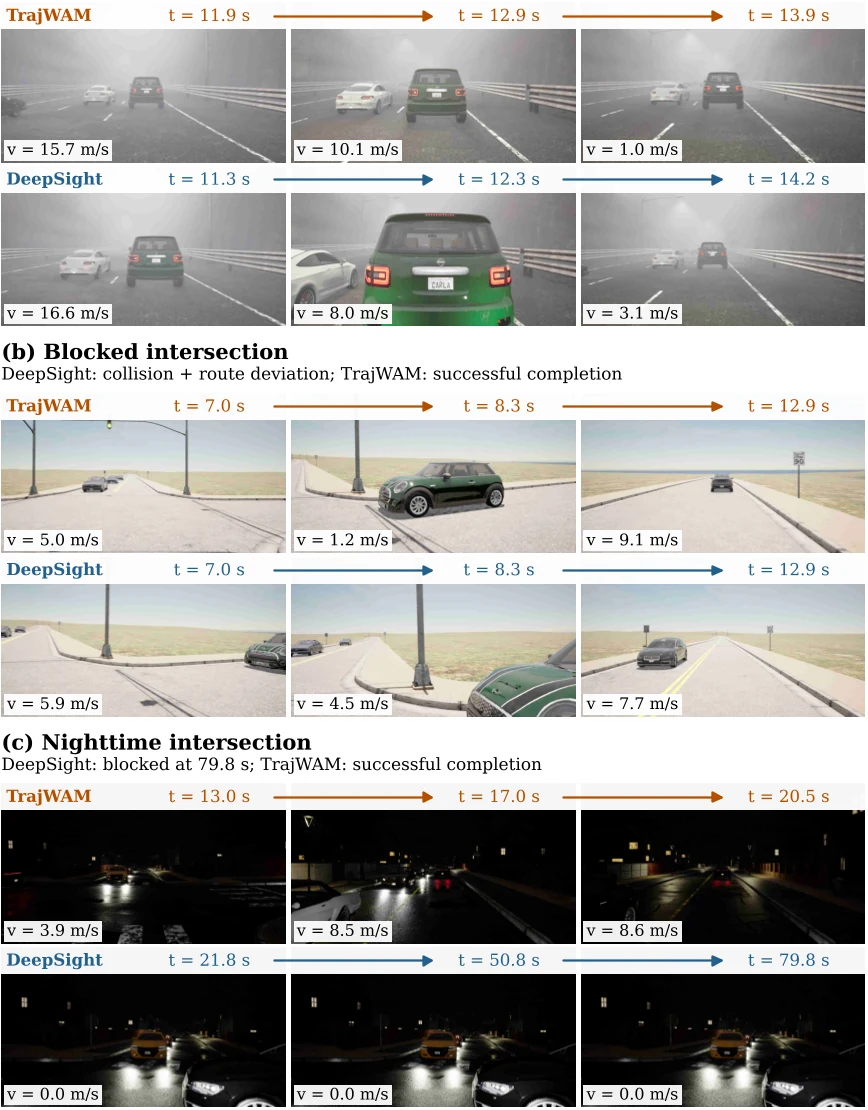 TrajWAM t = 11.9 s t = 12.9 s t = 13.9 s
v = 15.7 m/s v = 10.1 m/s v = 1.0 m/s
DeepSight t = 11.3 s t = 12.3 s t = 14.2 s
CARLA
v = 16.6 m/s v = 8.0 m/s v = 3.1 m/s
(b) Blocked intersection
DeepSight: collision + route deviation; TrajWAM: successful completion
TrajWAM t = 7.0 s t = 8.3 s t = 12.9 s
v = 5.0 m/s v = 1.2 m/s v = 9.1 m/s
DeepSight t = 7.0 s t = 8.3 s t = 12.9 s
v = 5.9 m/s v = 4.5 m/s v = 7.7 m/s
(c) Nighttime intersection
DeepSight: blocked at 79.8 s; TrajWAM: successful completion
TrajWAM t = 13.0 s t = 17.0 s t = 20.5 s
v = 3.9 m/s v = 8.5 m/s v = 8.6 m/s
DeepSight t = 21.8 s t = 50.8 s t = 79.8 s
v = 0.0 m/s v = 0.0 m/s v = 0.0 m/s